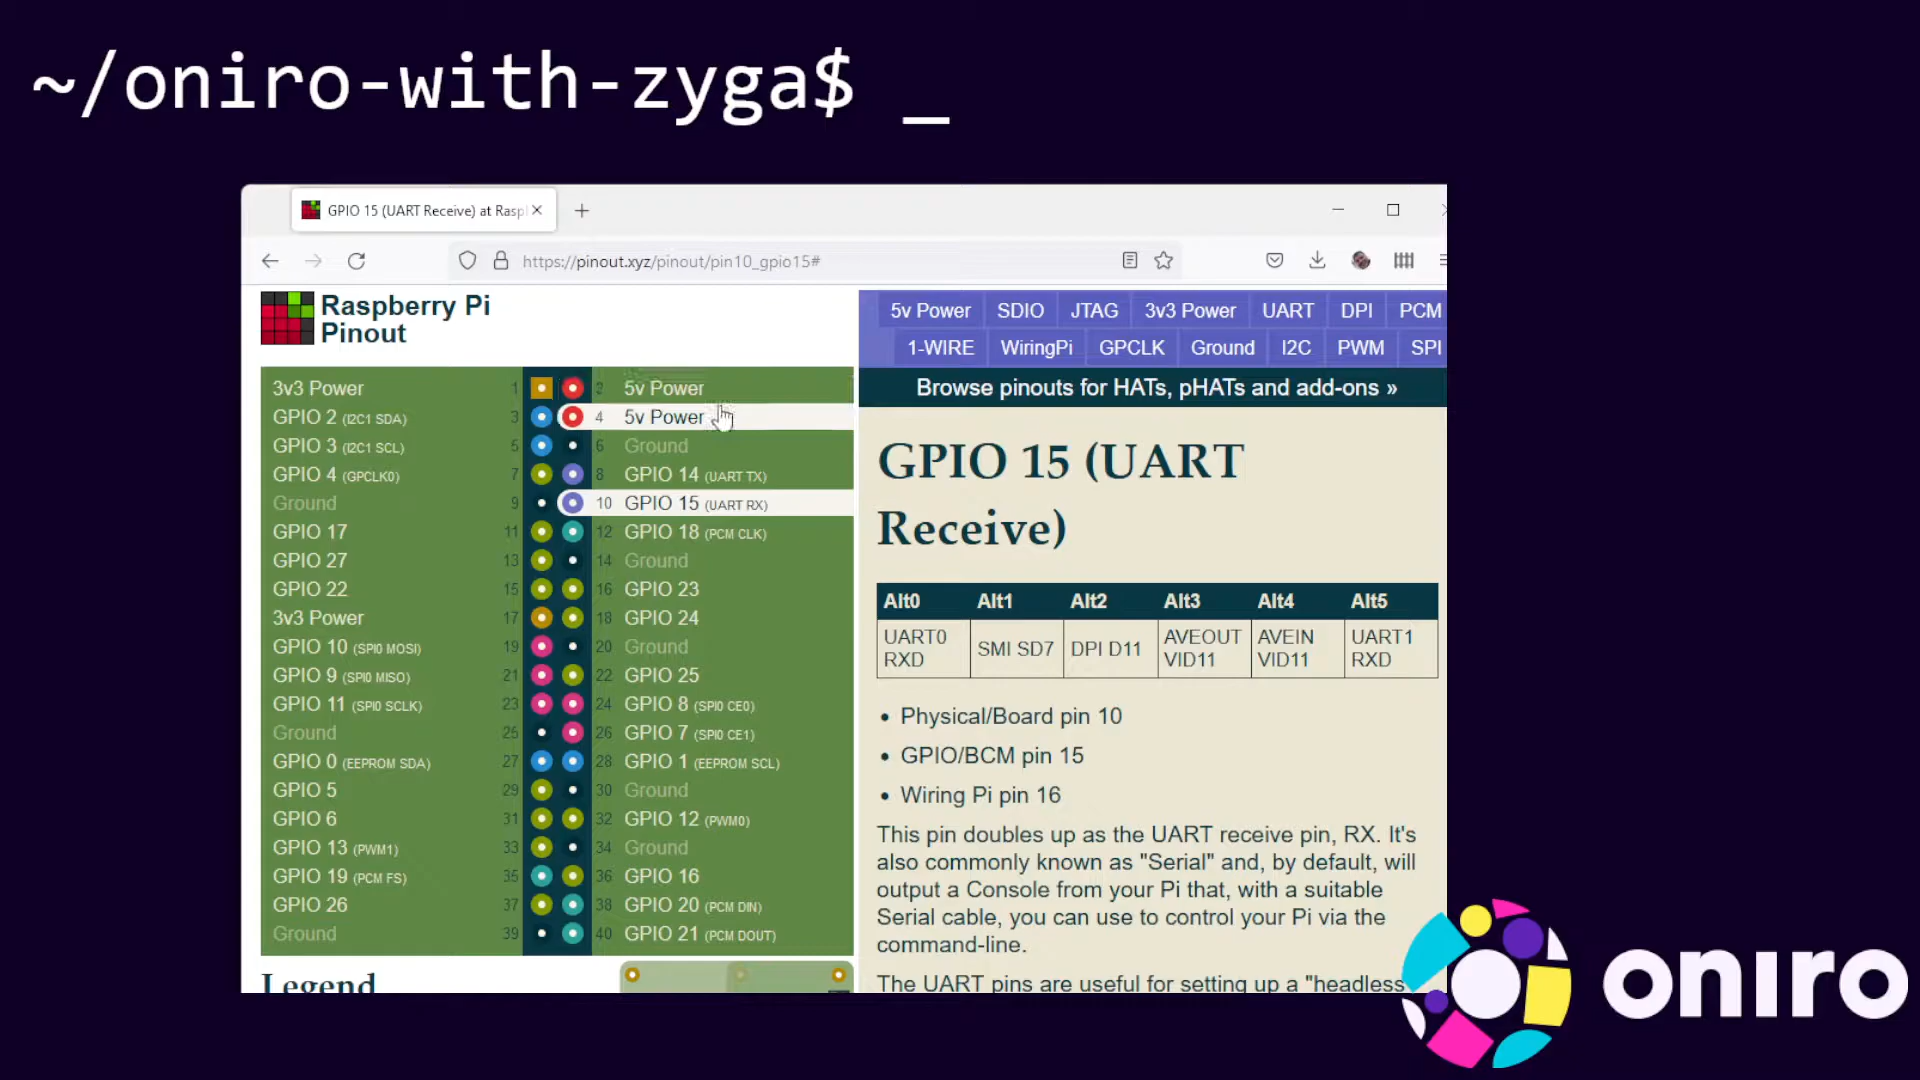 ~/oniro-with-zyga$ _
GPIO 15 (UART Receive) at Rasp
https://pinout.xyz/pinout/pin10_gpio15#
Raspberry Pi
Pinout
5v Power SDIO JTAG 3v3 Power UART DPI PCM
1-WIRE WiringPi GPCLK Ground I2C PWM SPI
Browse pinouts for HATs, pHATs and add-ons »
3v3 Power 1 2 5v Power
GPIO 2 (I2C1 SDA) 3 4 5v Power
GPIO 3 (I2C1 SCL) 5 6 Ground
GPIO 4 (GPCLK0) 7 8 GPIO 14 (UART TX)
Ground 9 10 GPIO 15 (UART RX)
GPIO 17 11 12 GPIO 18 (PCM CLK)
GPIO 27 13 14 Ground
GPIO 22 15 16 GPIO 23
3v3 Power 17 18 GPIO 24
GPIO 10 (SPI0 MOSI) 19 20 Ground
GPIO 9 (SPI0 MISO) 21 22 GPIO 25
GPIO 11 (SPI0 SCLK) 23 24 GPIO 8 (SPI0 CE0)
Ground 25 26 GPIO 7 (SPI0 CE1)
GPIO 0 (EEPROM SDA) 27 28 GPIO 1 (EEPROM SCL)
GPIO 5 29 30 Ground
GPIO 6 31 32 GPIO 12 (PWM0)
GPIO 13 (PWM1) 33 34 Ground
GPIO 19 (PCM FS) 35 36 GPIO 16
GPIO 26 37 38 GPIO 20 (PCM DIN)
Ground 39 40 GPIO 21 (PCM DOUT)
Legend
GPIO 15 (UART
Receive)
Alt0 Alt1 Alt2 Alt3 Alt4 Alt5
UART0 RXD SMI SD7 DPI D11 AVEOUT VID11 AVEIN VID11 UART1 RXD
• Physical/Board pin 10
• GPIO/BCM pin 15
• Wiring Pi pin 16
This pin doubles up as the UART receive pin, RX. It's
also commonly known as "Serial" and, by default, will
output a Console from your Pi that, with a suitable
Serial cable, you can use to control your Pi via the
command-line.
The UART pins are useful for setting up a "headless
oniro